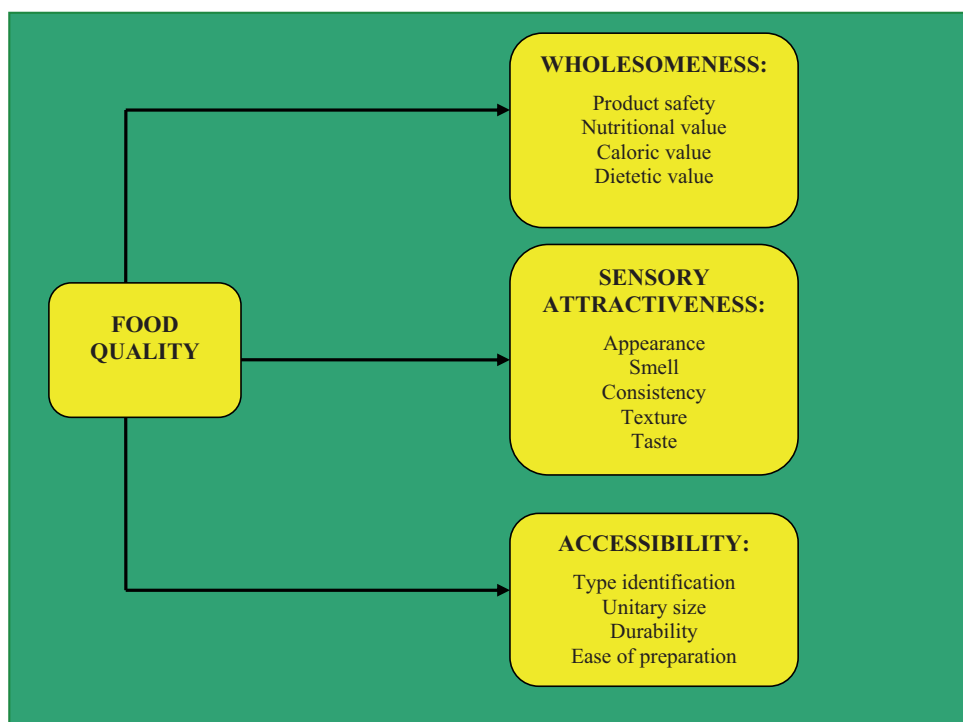 WHOLESOMENESS:
Product safety
Nutritional value
Caloric value
Dietetic value
FOOD
QUALITY
SENSORY
ATTRACTIVENESS:
Appearance
Smell
Consistency
Texture
Taste
ACCESSIBILITY:
Type identification
Unitary size
Durability
Ease of preparation